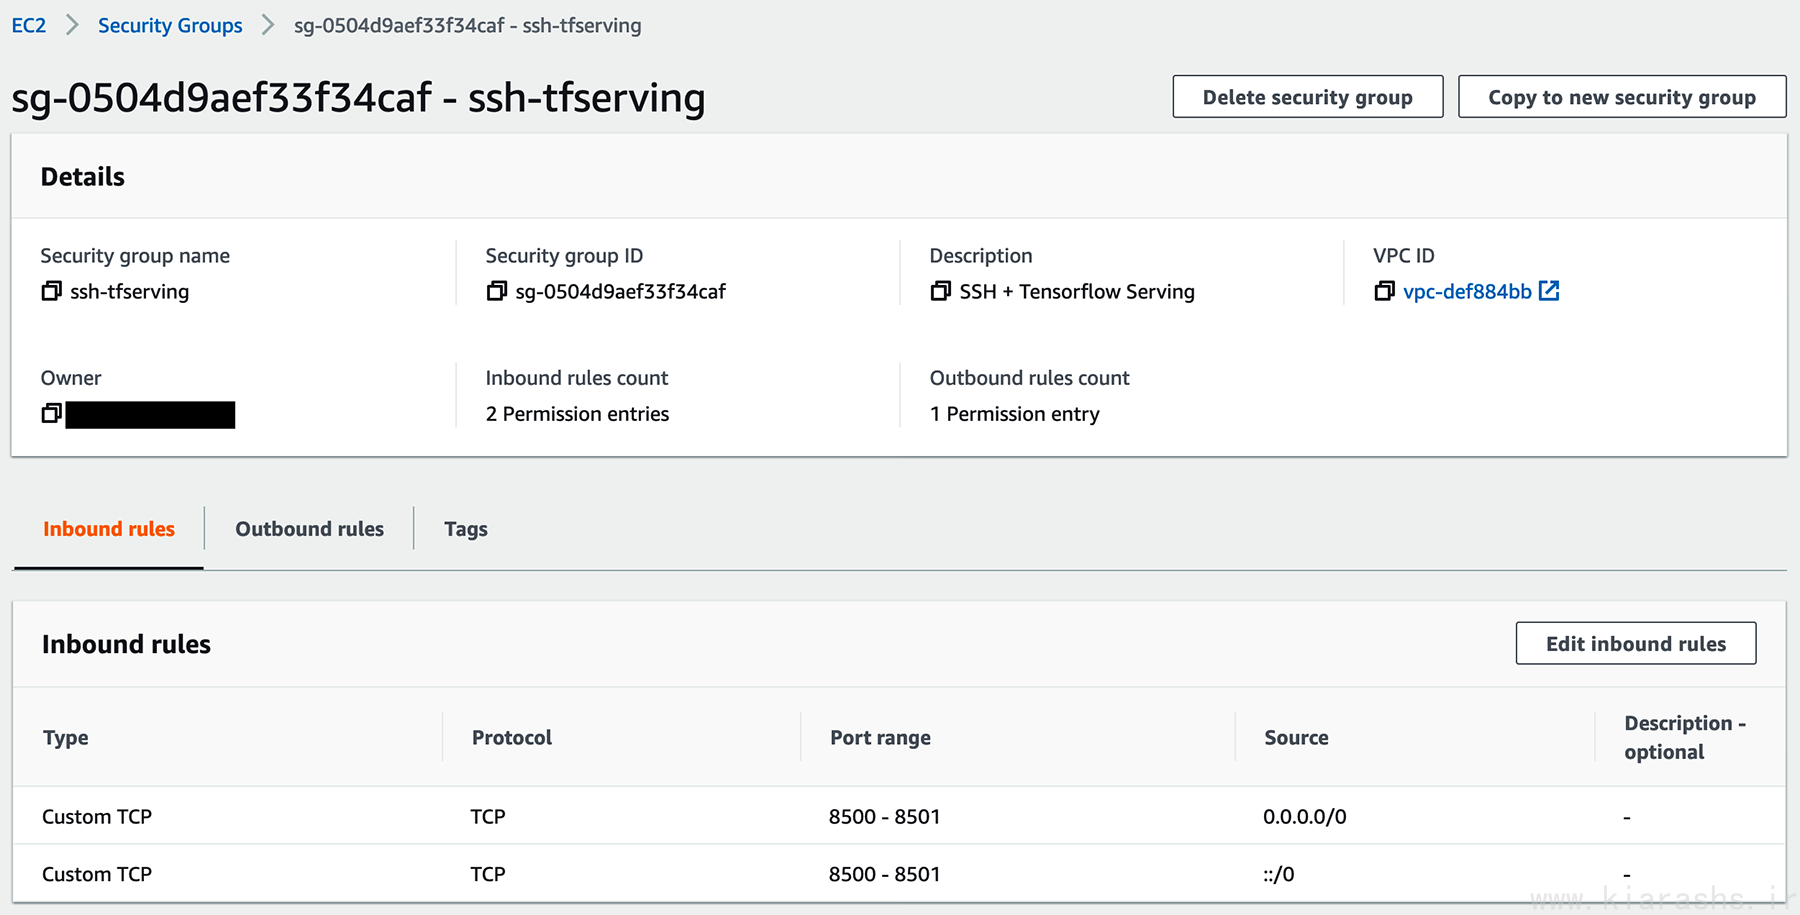 EC2 > Security Groups > sg-0504d9aef33f34caf - ssh-tfserving
sg-0504d9aef33f34caf - ssh-tfserving
Delete security group
Copy to new security group
Details
Security group name
Security group ID
Description
VPC ID
ssh-tfserving
sg-0504d9aef33f34caf
SSH + Tensorflow Serving
vpc-def884bb
Owner
Inbound rules count
Outbound rules count
2 Permission entries
1 Permission entry
Inbound rules
Outbound rules
Tags
Inbound rules
Edit inbound rules
Type
Protocol
Port range
Source
Description - optional
Custom TCP
TCP
8500 - 8501
0.0.0.0/0
-
Custom TCP
TCP
8500 - 8501
::/0
-
www.kiarashs.ir